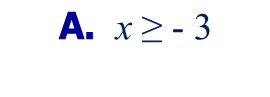 A. x ≥ - 3